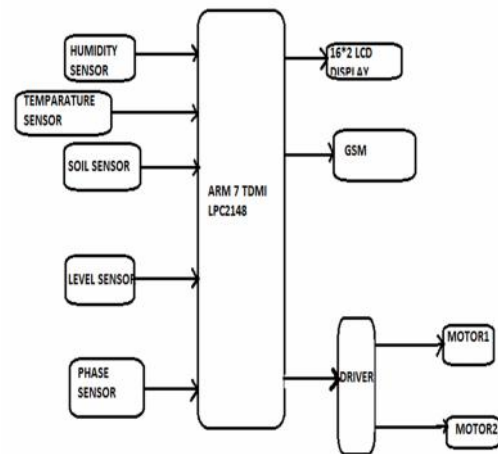 HUMIDITY
SENSOR
TEMPARATURE
SENSOR
SOIL SENSOR
LEVEL SENSOR
PHASE
SENSOR
ARM 7 TDMI
LPC2148
16*2 LCD
DISPLAY
GSM
DRIVER
MOTOR1
MOTOR2